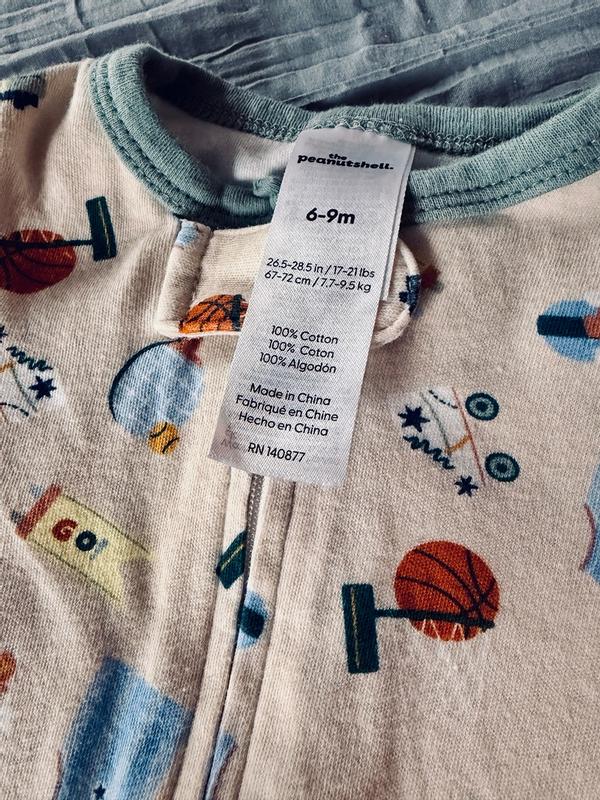 the
peanutshell.
6-9m
26.5-28.5 in / 17-21 lbs
67-72 cm / 7.7-9.5 kg
100% Cotton
100% Coton
100% Algodón
Made in China
Fabriqué en Chine
Hecho en China
RN 140877
GO!